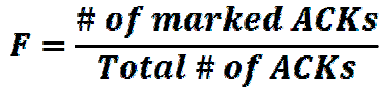 F = # of marked ACKs / Total # of ACKs